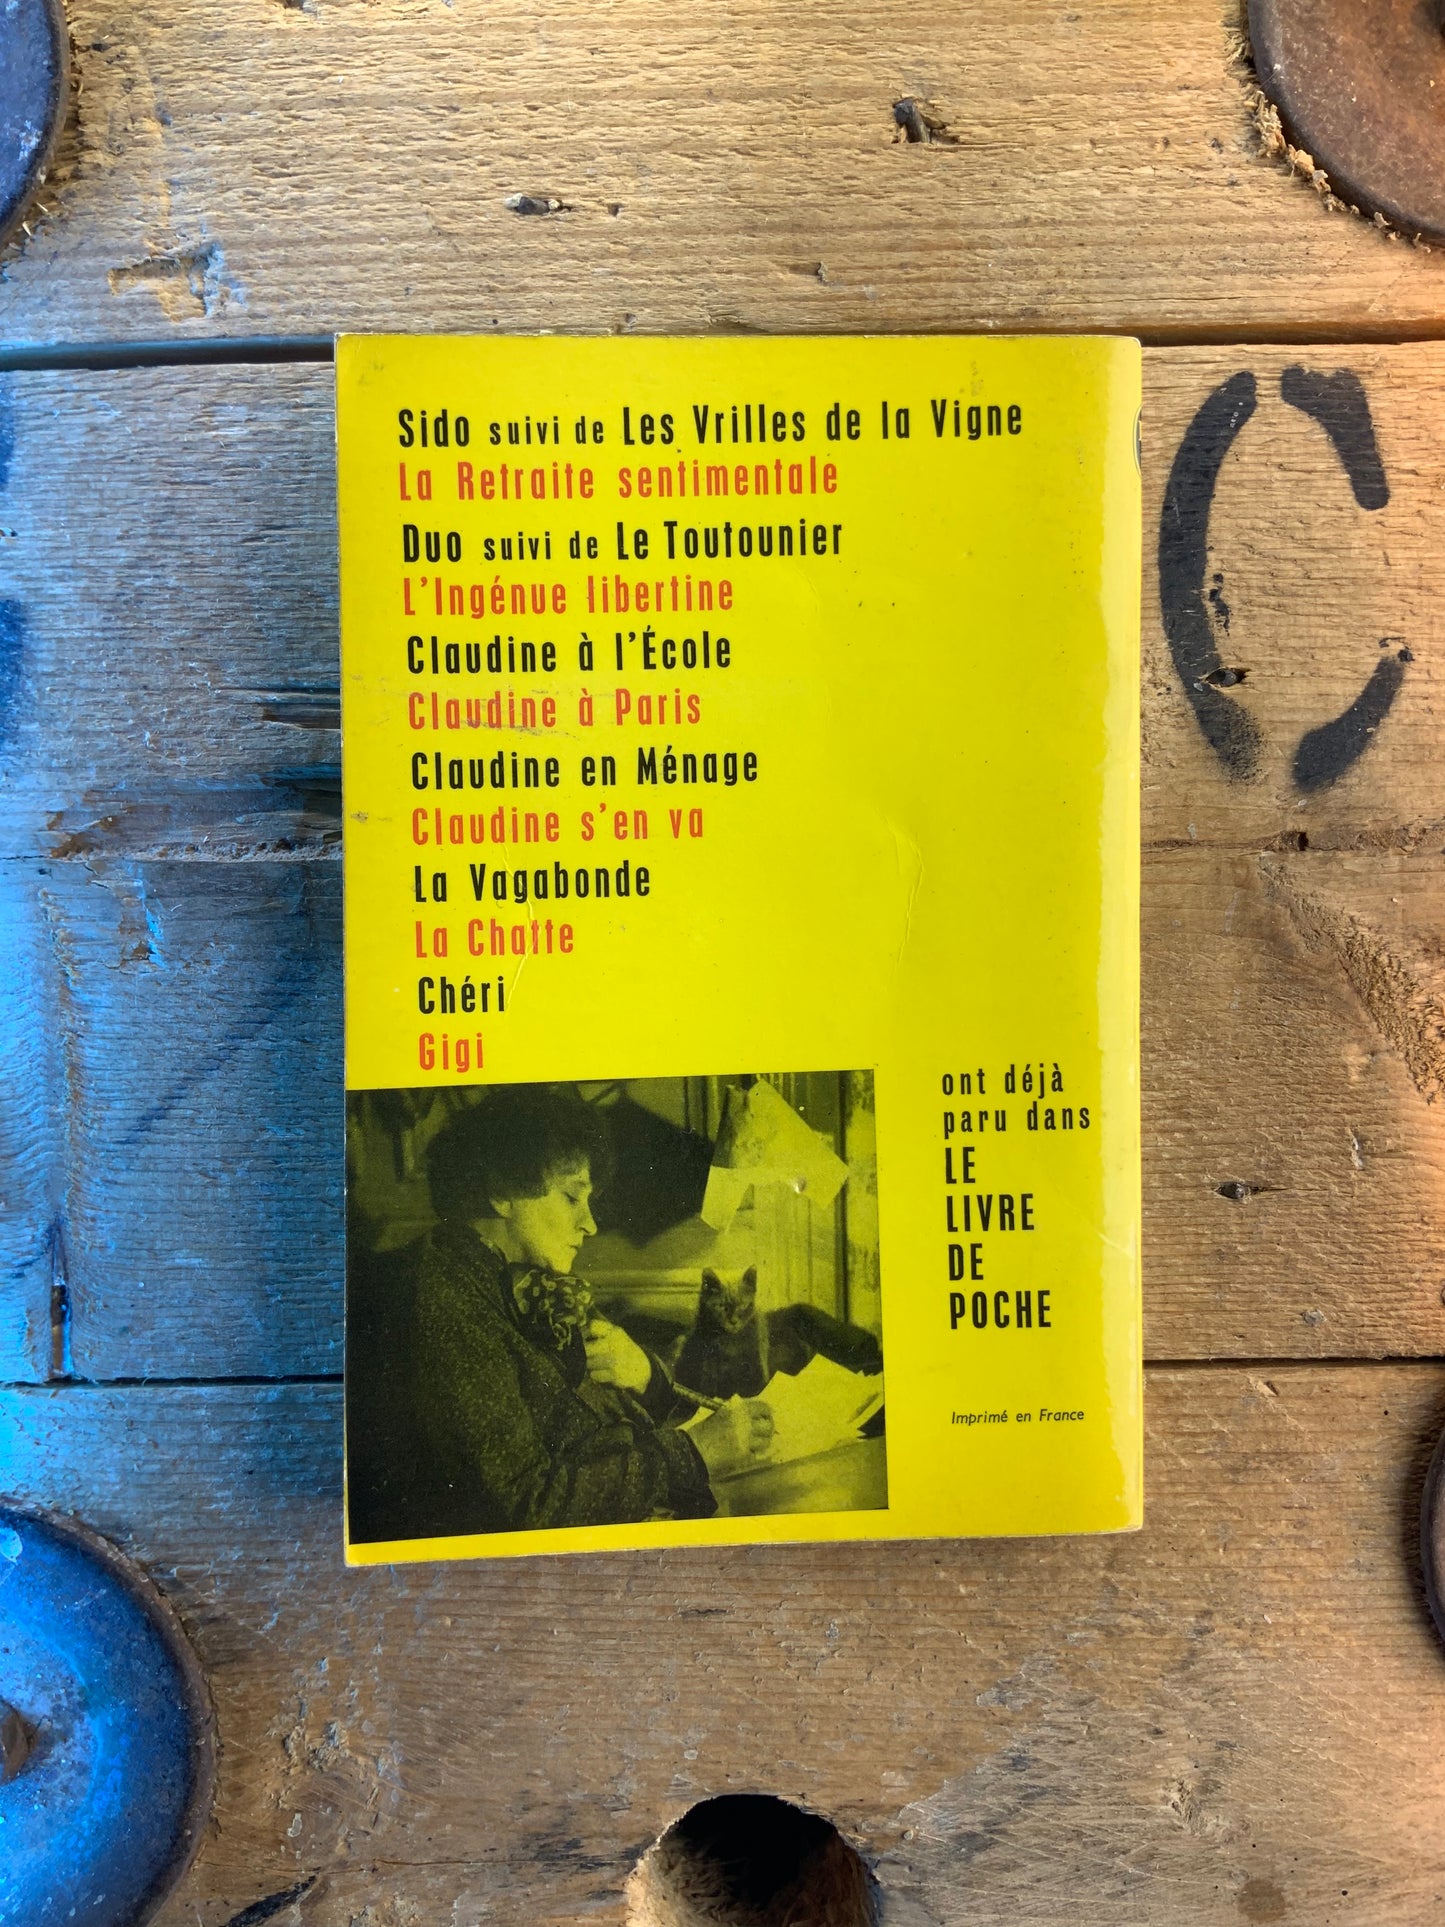 Sido suivi de Les Vrilles de la Vigne
La Retraite sentimentale
Duo suivi de Le Toutounier
L'Ingénue libertine
Claudine à l'École
Claudine à Paris
Claudine en Ménage
Claudine s'en va
La Vagabonde
La Chatte
Chéri
Gigi
ont déjà
paru dans
LE
LIVRE
DE
POCHE
Imprimé en France
C